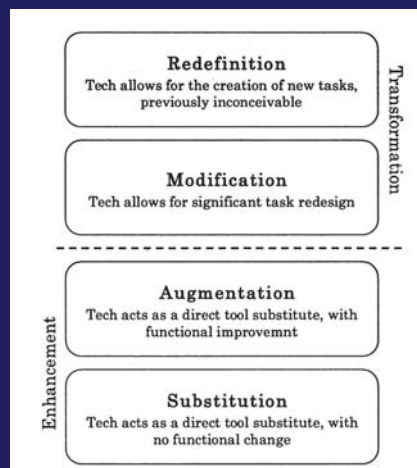 Redefinition
Tech allows for the creation of new tasks,
previously inconceivable
Transformation
Modification
Tech allows for significant task redesign
Augmentation
Tech acts as a direct tool substitute, with
functional improvemnt
Enhancement
Substitution
Tech acts as a direct tool substitute, with
no functional change